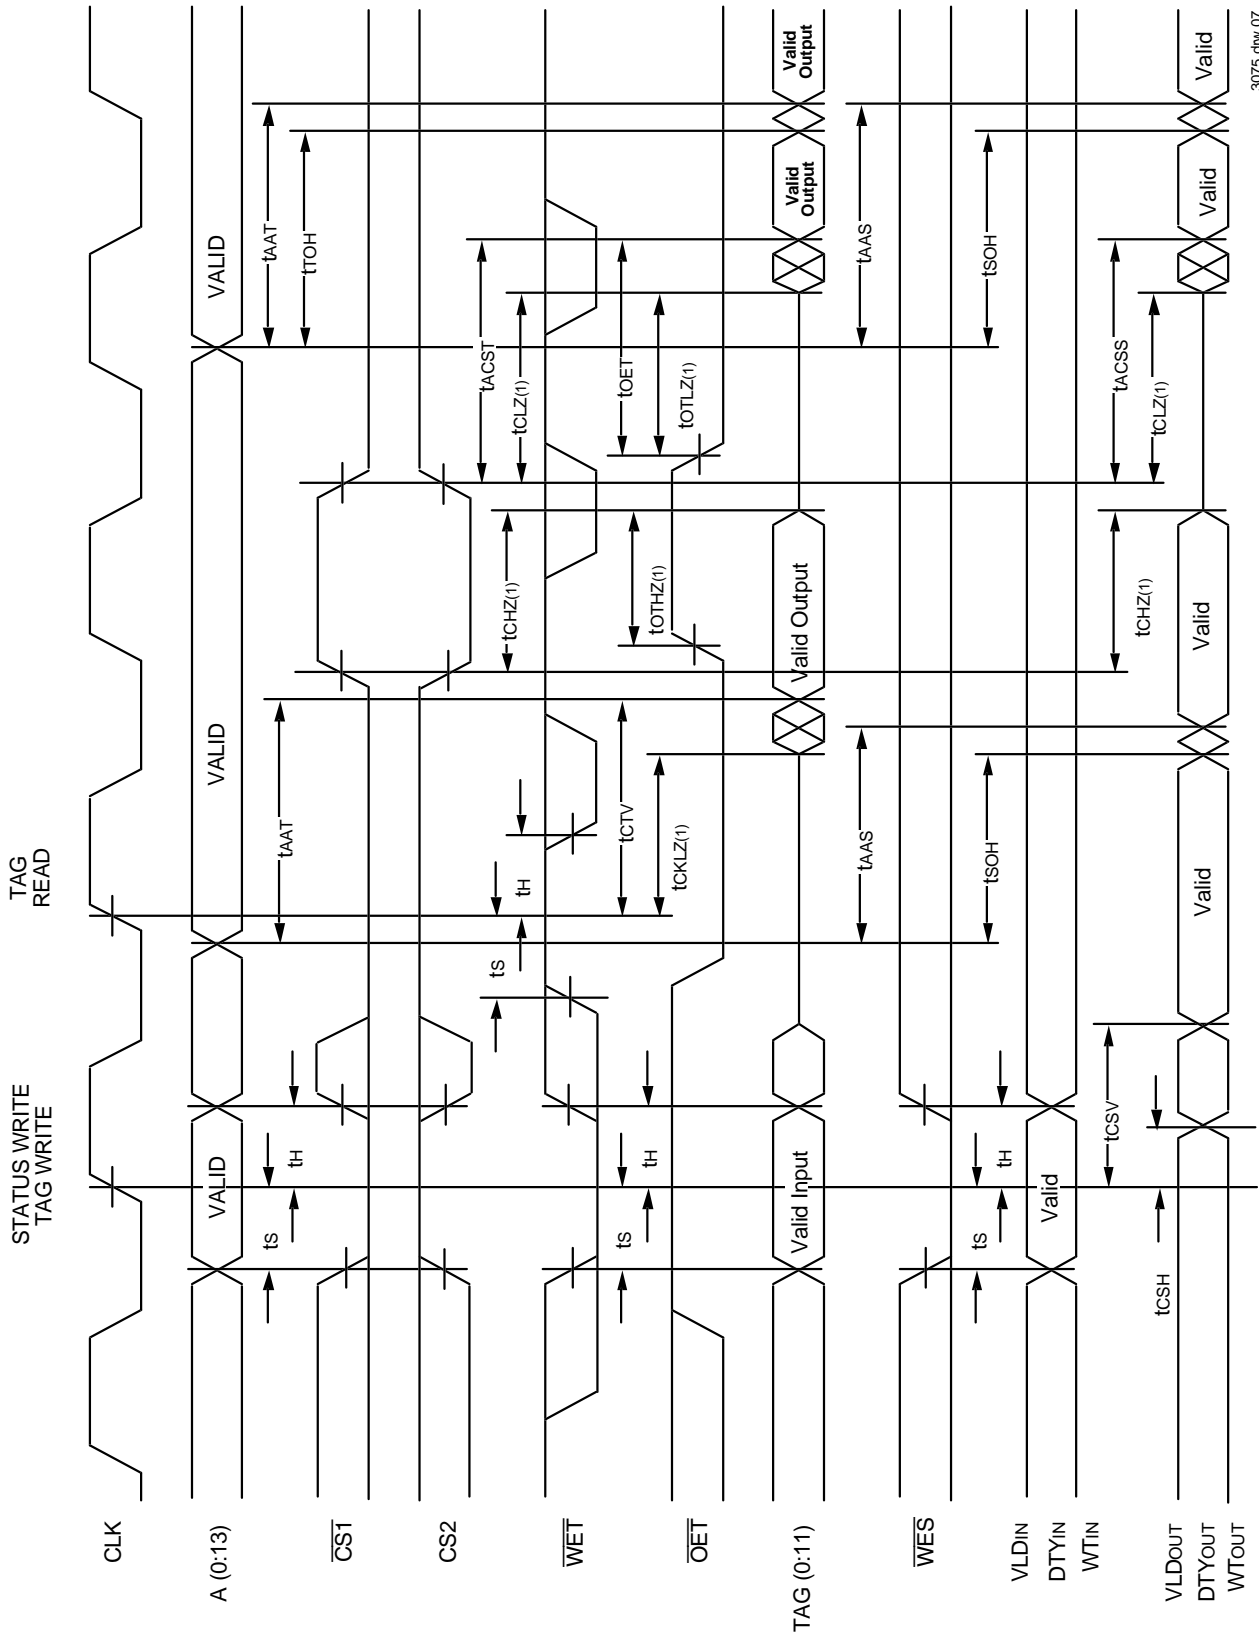 STATUS WRITE
TAG WRITE
TAG
READ
CLK
A (0:13)
VALID
VALID
VALID
tS
tH
tAAT
tAAT
tTOH
CS1
CS2
tS
tH
tCHZ(1)
tACST
tCLZ(1)
WET
tS
tH
tCTV
tCKLZ(1)
tOTHZ(1)
tOET
tOTLZ(1)
OET
TAG (0:11)
Valid Input
Valid Output
Valid
Output
Valid
Output
WES
tS
tH
tAAS
tSOH
tAAS
tSOH
VLDIN
DTYIN
WTIN
Valid
tCSH
tCSV
tCHZ(1)
tACSS
tCLZ(1)
VLDOUT
DTYOUT
WTOUT
Valid
Valid
Valid
Valid
3075 drw 07